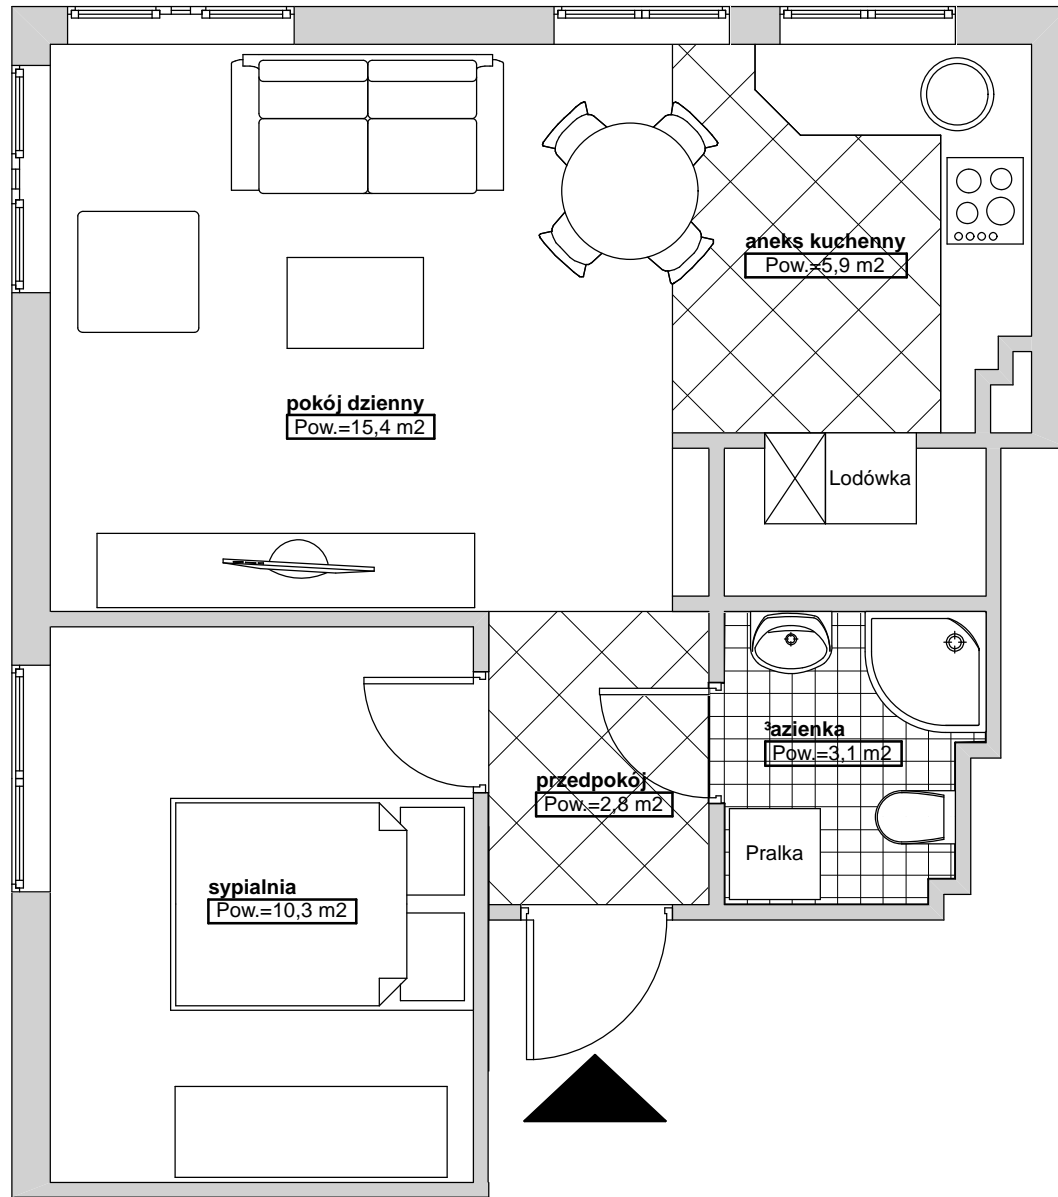 aneks kuchenny
Pow.=5,9 m2
pokój dzienny
Pow.=15,4 m2
Lodówka
³azienka
Pow.=3,1 m2
przedpokój
Pow.=2,8 m2
Pralka
sypialnia
Pow.=10,3 m2